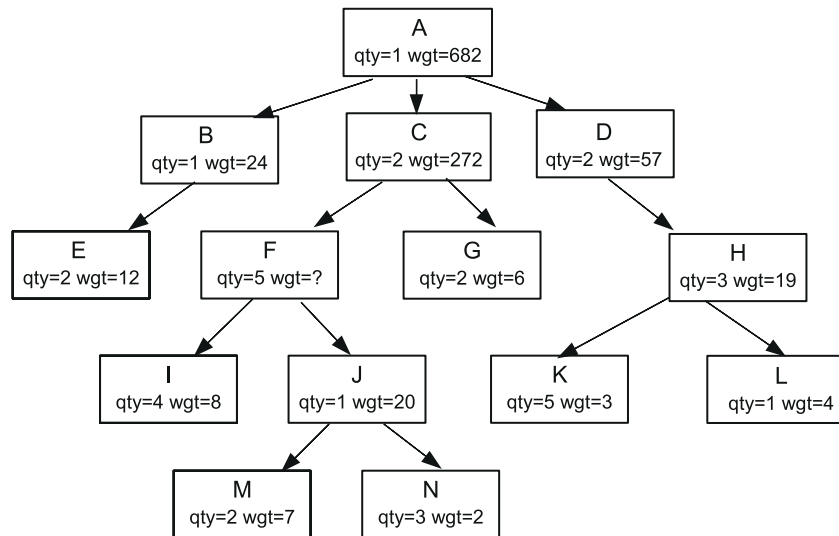 A
qty=1 wgt=682
B
qty=1 wgt=24
C
qty=2 wgt=272
D
qty=2 wgt=57
E
qty=2 wgt=12
F
qty=5 wgt=?
G
qty=2 wgt=6
H
qty=3 wgt=19
I
qty=4 wgt=8
J
qty=1 wgt=20
K
qty=5 wgt=3
L
qty=1 wgt=4
M
qty=2 wgt=7
N
qty=3 wgt=2